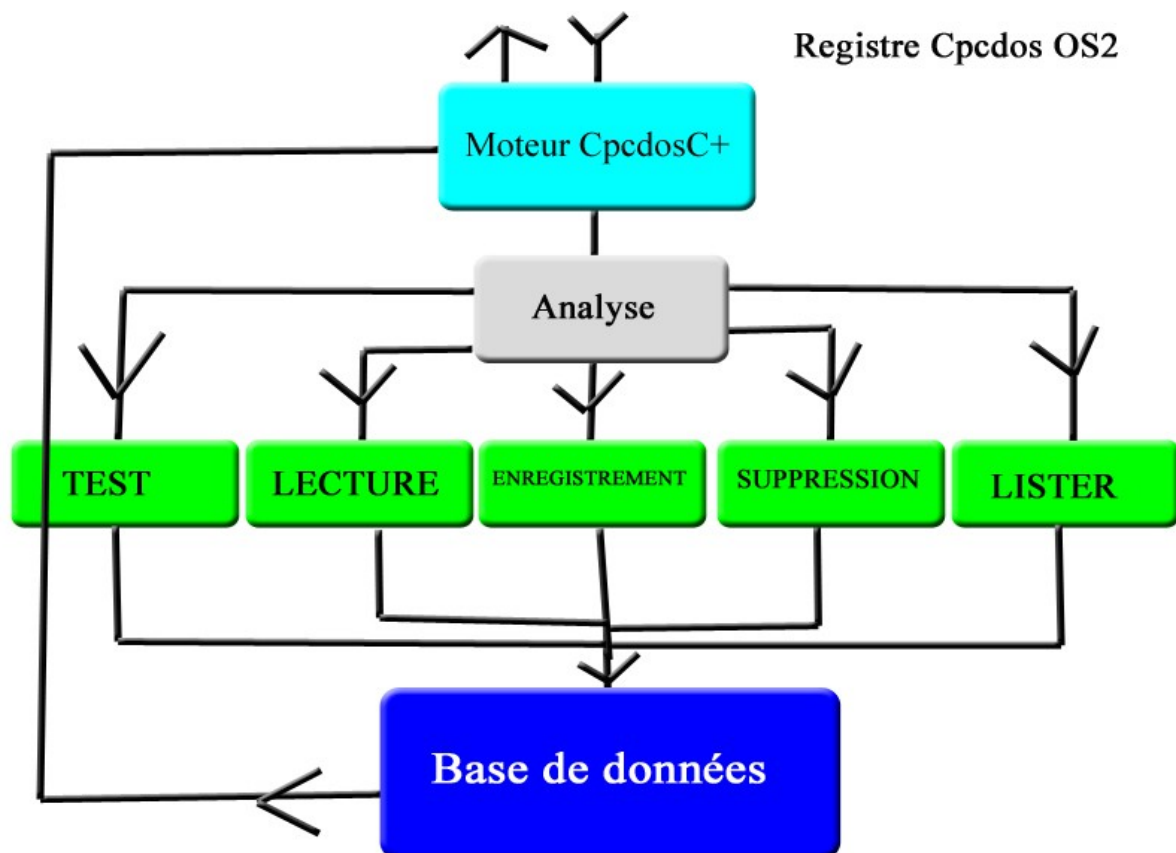 Registre Cpcdos OS2
Moteur CpcdosC+
Analyse
TEST
LECTURE
ENREGISTREMENT
SUPPRESSION
LISTER
Base de données